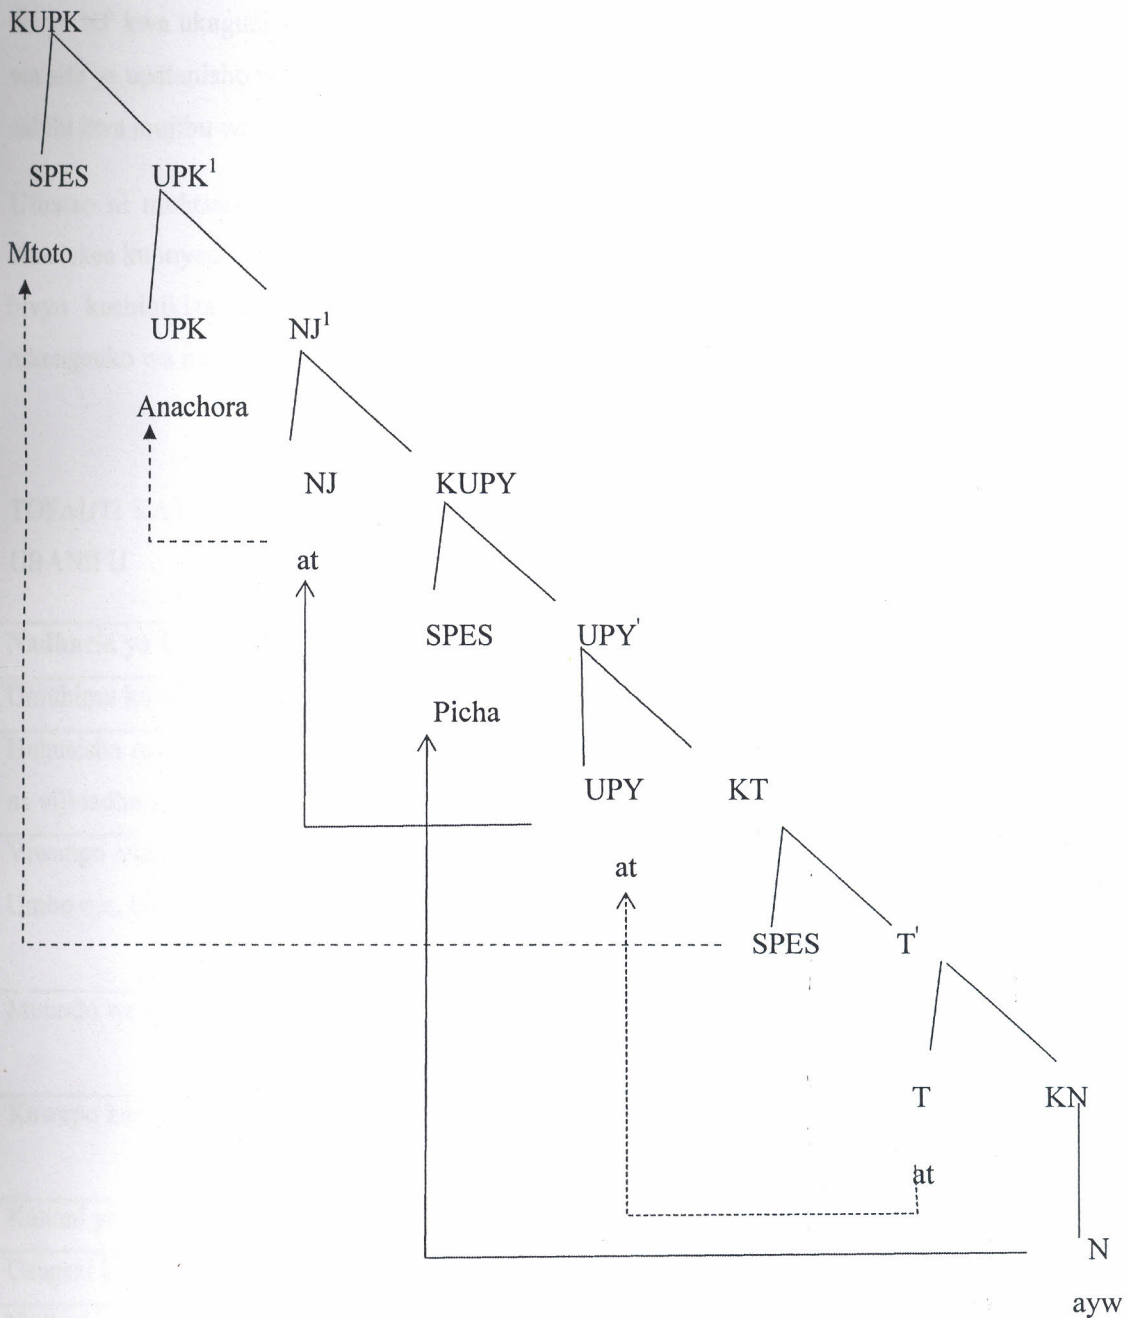 KUPK
SPES UPK¹
Mtoto
UPK NJ¹
Anachora
NJ KUPY
at
SPES UPY'
Picha
UPY KT
at
SPES T'
T KN
at
N
ayw